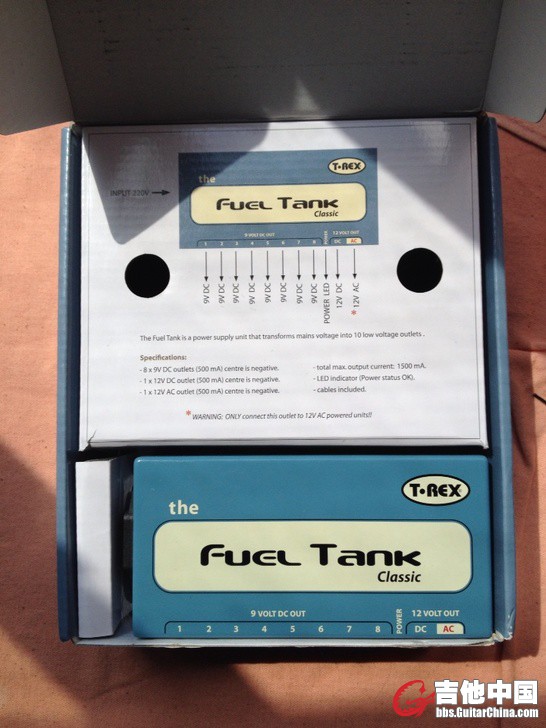 T•REX
INPUT 220V
the
FUEL TANK
Classic
9 VOLT DC OUT
12 VOLT OUT
1 2 3 4 5 6 7 8 POWER DC AC
9V DC 9V DC 9V DC 9V DC 9V DC 9V DC 9V DC 9V DC POWER LED 12V DC * 12V AC
The Fuel Tank is a power supply unit that transforms mains voltage into 10 low voltage outlets .
Specifications:
- 8 x 9V DC outlets (500 mA) centre is negative.
- 1 x 12V DC outlet (500 mA) centre is negative.
- 1 x 12V AC outlet (500 mA) centre is negative.
- total max. output current: 1500 mA.
- LED indicator (Power status OK).
- cables included.
* WARNING: ONLY connect this outlet to 12V AC powered units!!
T•REX
the
FUEL TANK
Classic
9 VOLT DC OUT
POWER
12 VOLT OUT
1 2 3 4 5 6 7 8 DC AC
吉他中国
bbs.GuitarChina.com